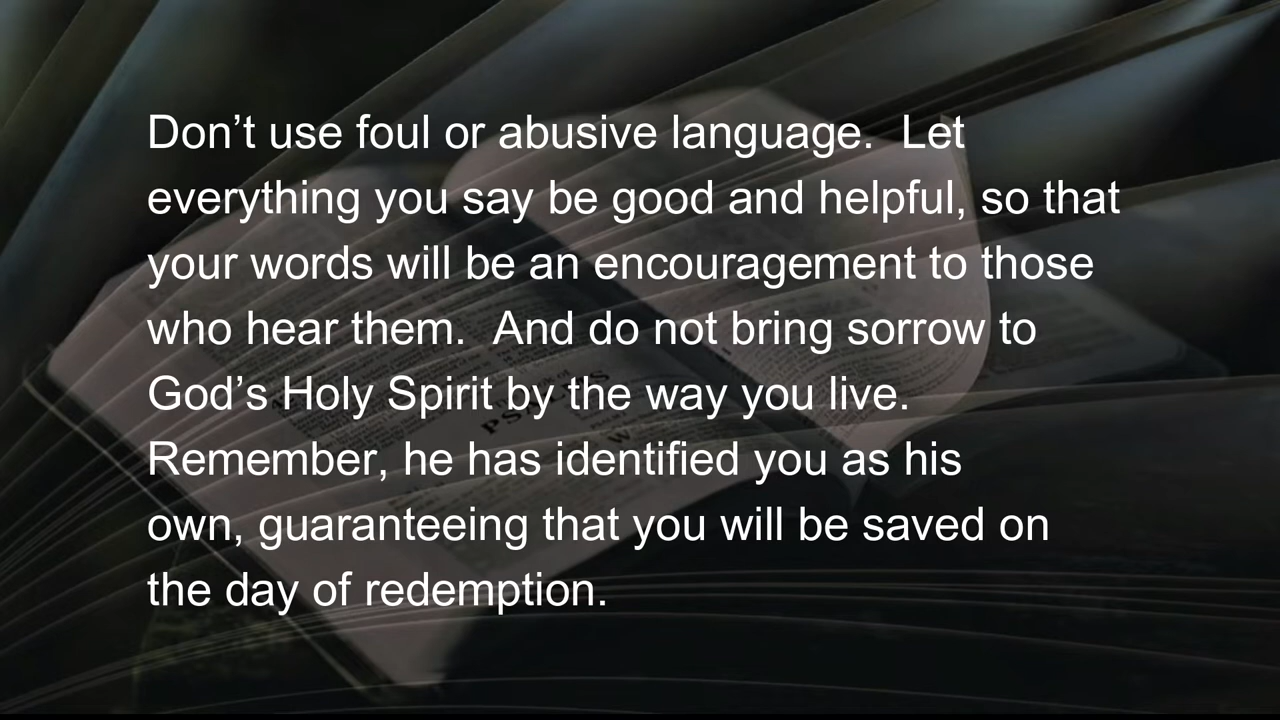 Don’t use foul or abusive language.  Let
everything you say be good and helpful, so that
your words will be an encouragement to those
who hear them.  And do not bring sorrow to
God’s Holy Spirit by the way you live.
Remember, he has identified you as his
own, guaranteeing that you will be saved on
the day of redemption.